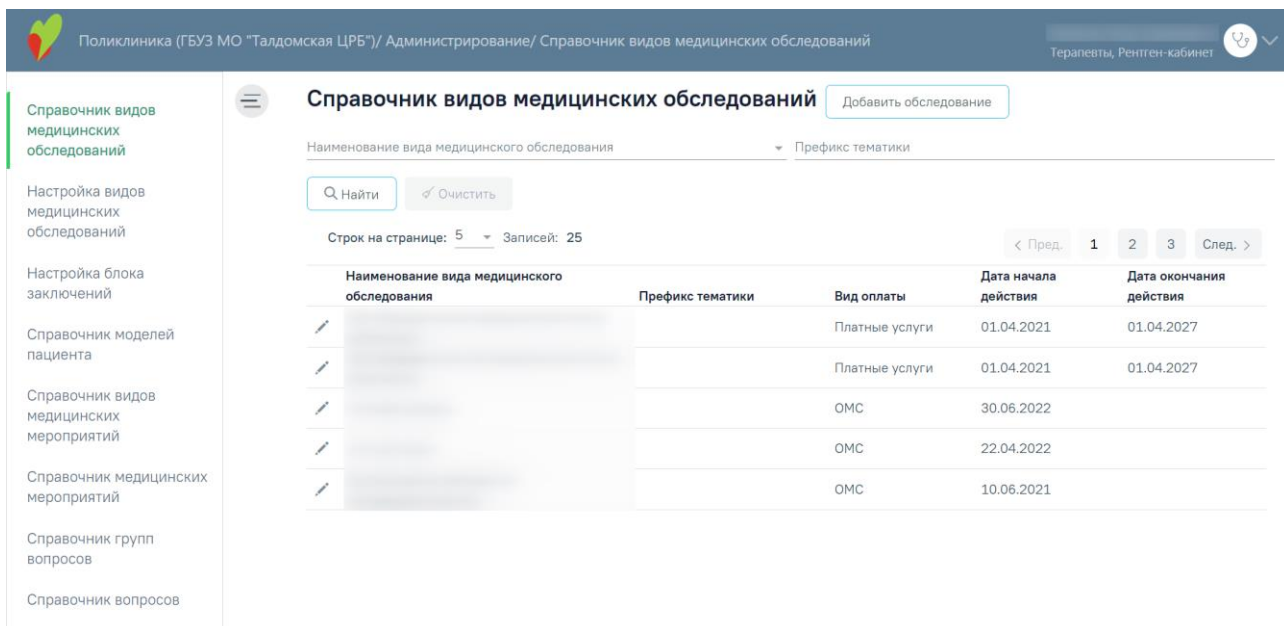 Поликлиника (ГБУЗ МО "Талдомская ЦРБ")/ Администрирование/ Справочник видов медицинских обследований
Терапевты, Рентген-кабинет
Справочник видов
медицинских
обследований
Настройка видов
медицинских
обследований
Настройка блока
заключений
Справочник моделей
пациента
Справочник видов
медицинских
мероприятий
Справочник медицинских
мероприятий
Справочник групп
вопросов
Справочник вопросов
Справочник видов медицинских обследований
Добавить обследование
Наименование вида медицинского обследования
Префикс тематики
Найти
Очистить
Строк на странице: 5 Записей: 25
< Пред. 1 2 3 След. >
Наименование вида медицинского
обследования
Префикс тематики
Вид оплаты
Дата начала
действия
Дата окончания
действия
Платные услуги 01.04.2021 01.04.2027
Платные услуги 01.04.2021 01.04.2027
ОМС 30.06.2022
ОМС 22.04.2022
ОМС 10.06.2021